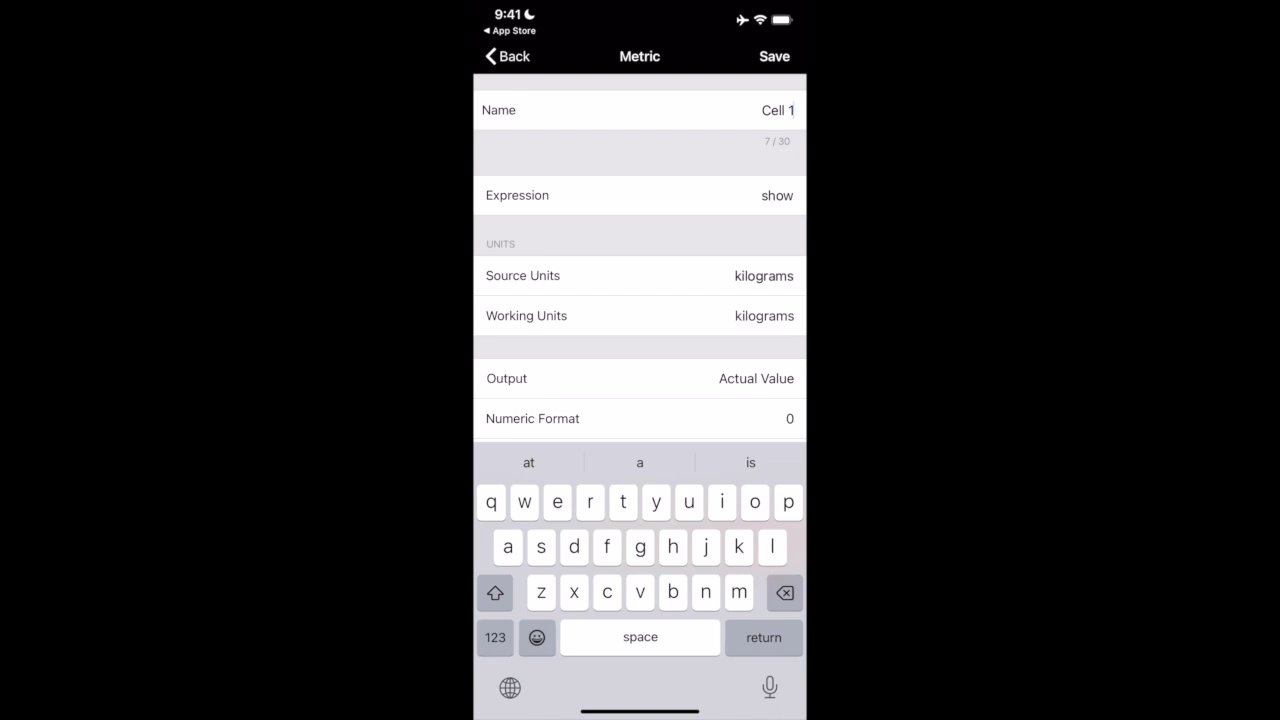 9:41
App Store
Back Metric Save
Name Cell 1
7 / 30
Expression show
UNITS
Source Units kilograms
Working Units kilograms
Output Actual Value
Numeric Format 0
at a is
q w e r t y u i o p
a s d f g h j k l
z x c v b n m
123 space return